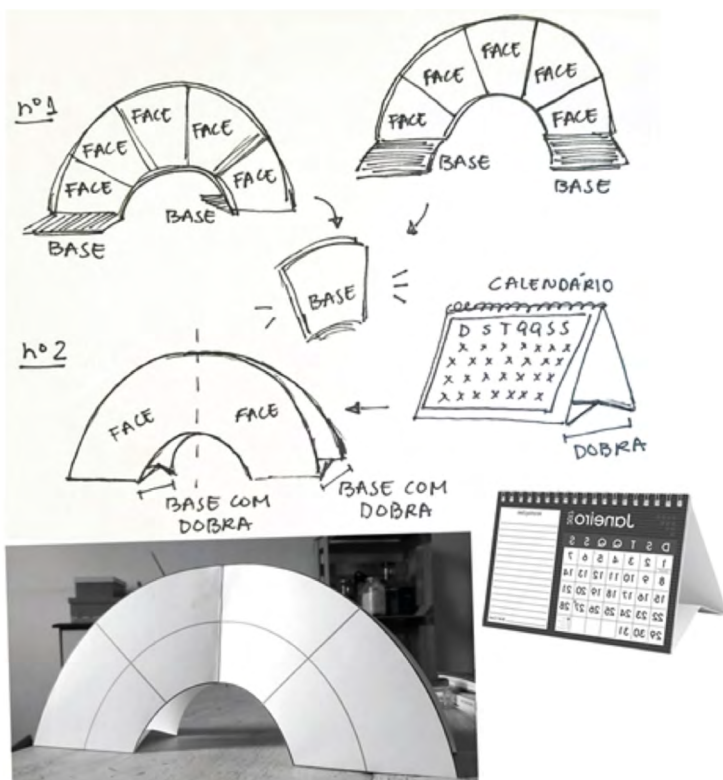 nº1
FACE
FACE
FACE
FACE
FACE
BASE
BASE
FACE
FACE
FACE
FACE
FACE
BASE
BASE
BASE
nº2
FACE
FACE
BASE COM
DOBRA
BASE COM
DOBRA
CALENDÁRIO
D S T Q Q S S
x x x x x x x
x x x x x x x
x x x x x x x
x x x x x x x
DOBRA
Janeiro
D S T Q Q S S
1 2 3 4 5 6 7
8 9 10 11 12 13 14
15 16 17 18 19 20 21
22 23 24 25 26 27 28
29 30 31